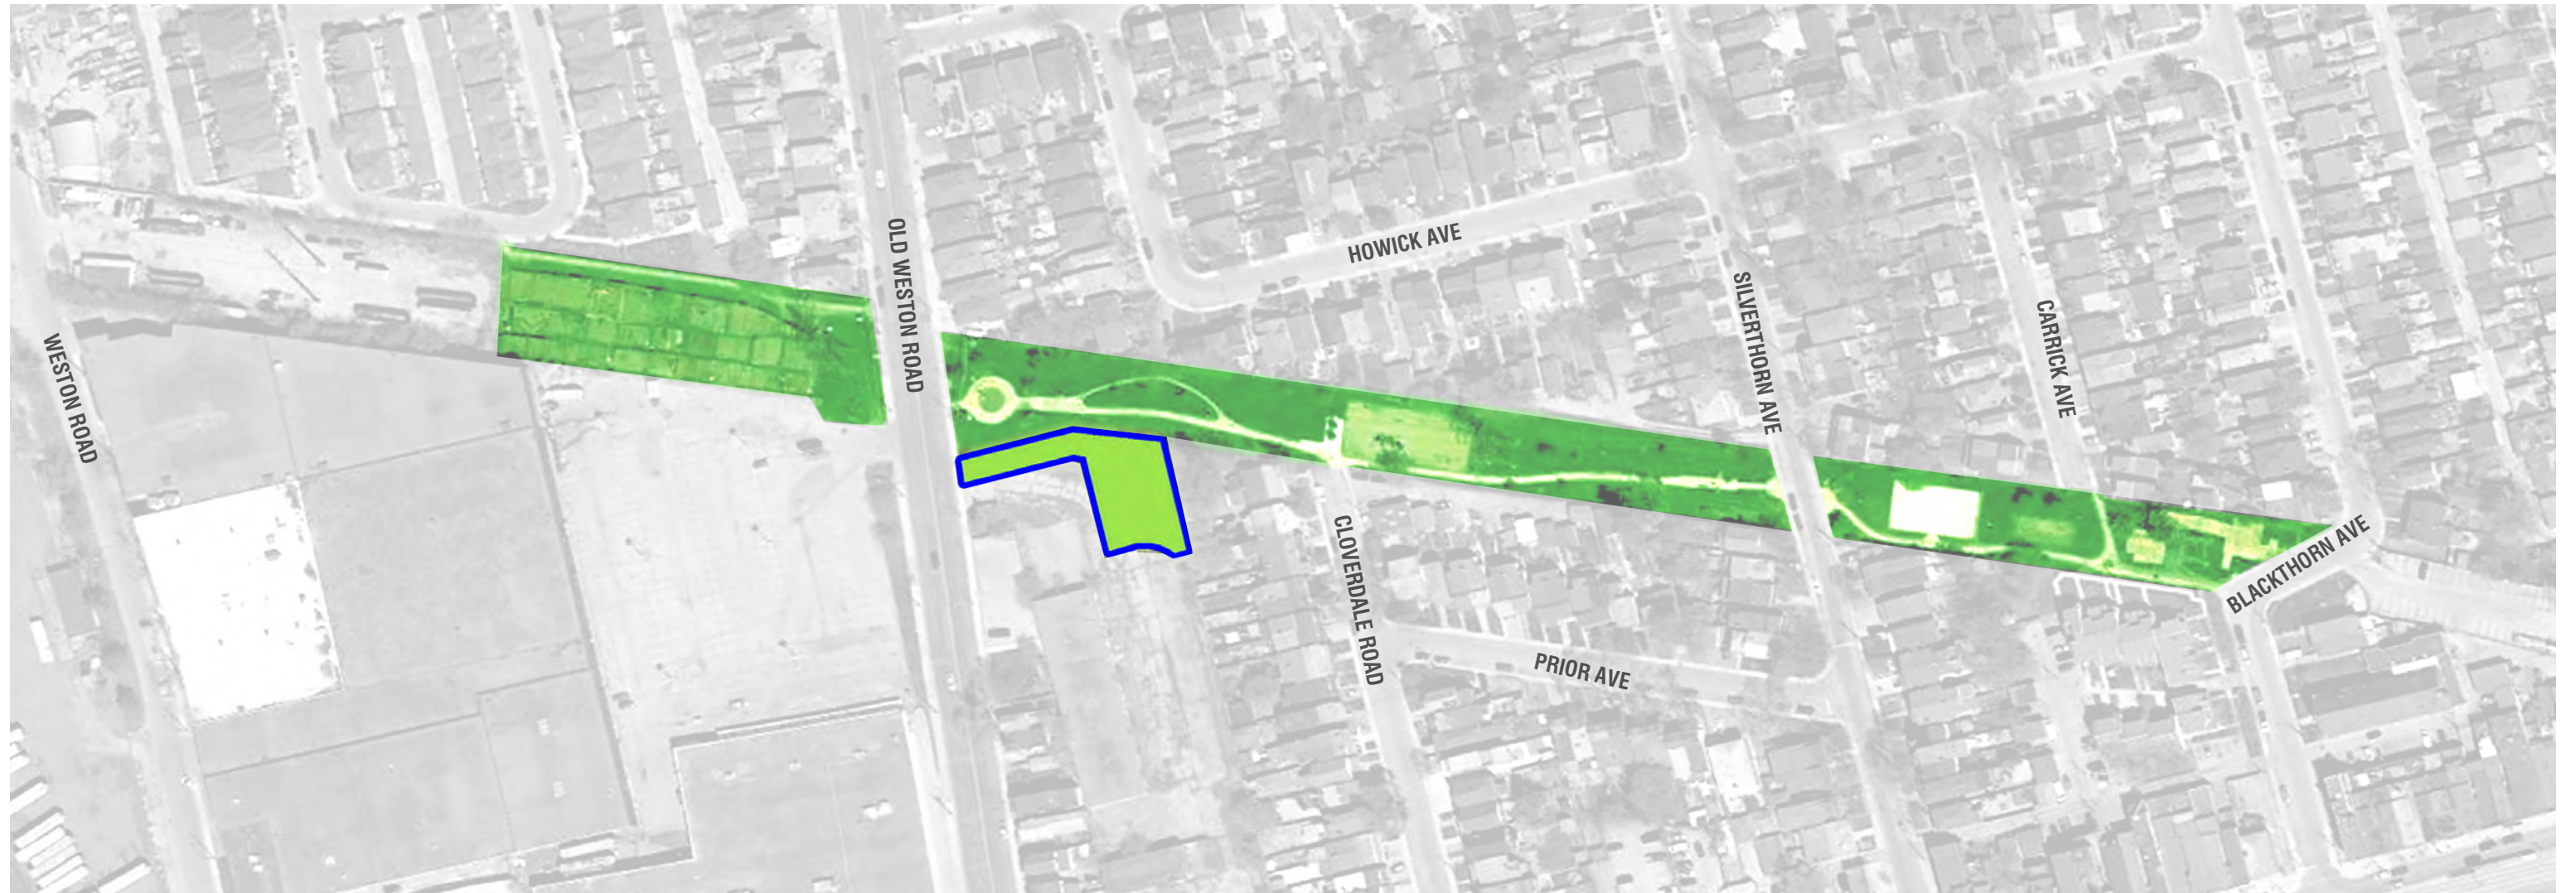 OLD WESTON ROAD
HOWICK AVE
SILVERTHORN AVE
CARRICK AVE
WESTON ROAD
CLOVERDALE ROAD
BLACKTHORN AVE
PRIOR AVE